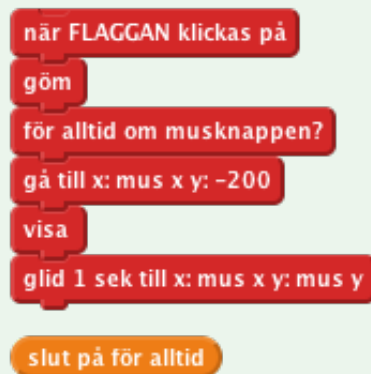 när FLAGGAN klickas på
göm
för alltid om musknappen?
gå till x: mus x y: -200
visa
glid 1 sek till x: mus x y: mus y
slut på för alltid